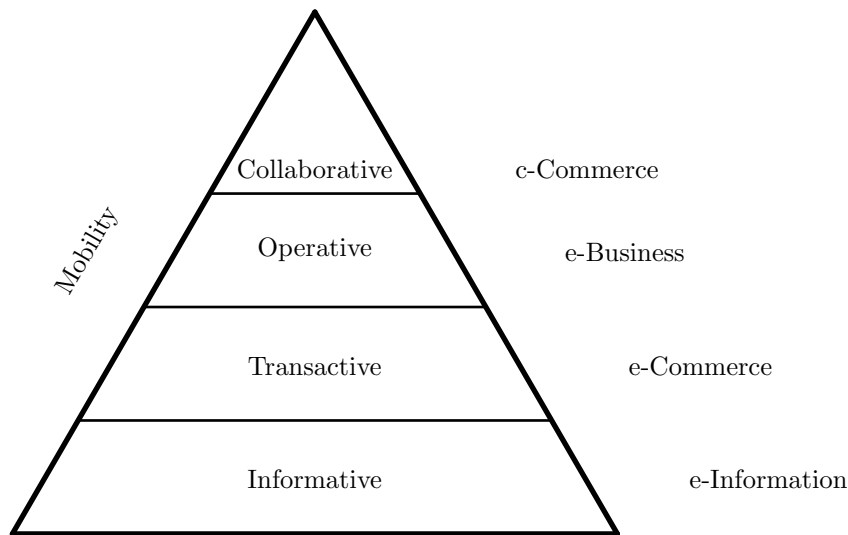 Collaborative
c-Commerce
Mobility
Operative
e-Business
Transactive
e-Commerce
Informative
e-Information